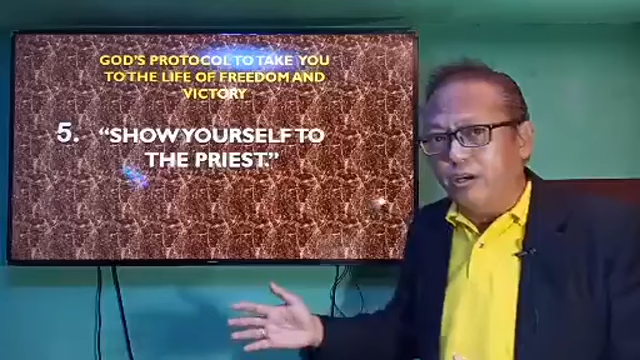 GOD'S PROTOCOL TO TAKE YOU
TO THE LIFE OF FREEDOM AND
VICTORY
5. “SHOW YOURSELF TO
THE PRIEST.”